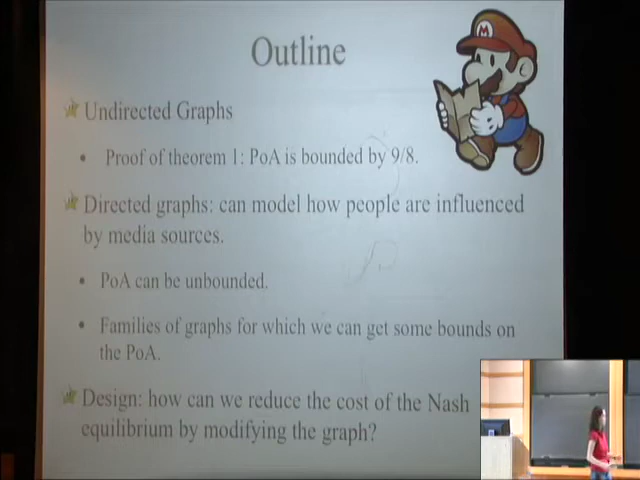 Outline
Undirected Graphs
• Proof of theorem 1: PoA is bounded by 9/8.
Directed graphs: can model how people are influenced
by media sources.
• PoA can be unbounded.
• Families of graphs for which we can get some bounds on
the PoA.
Design: how can we reduce the cost of the Nash
equilibrium by modifying the graph?
M